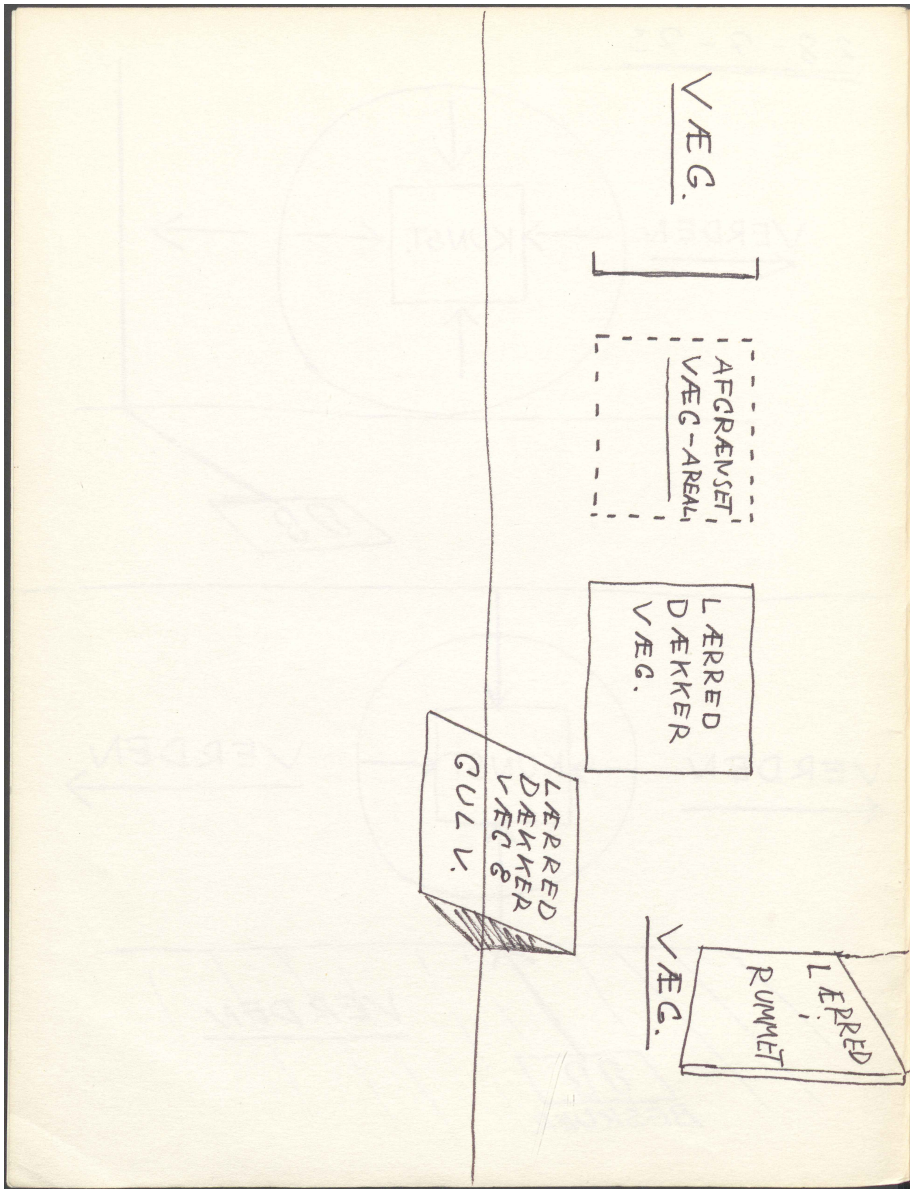 VÆG.
AFGRÆNSET
VÆG-AREAL
LÆRRED
DÆKKER
VÆG.
LÆRRED
DÆKKER
VÆG &
GULV.
VÆG.
LÆRRED
i
RUMMET